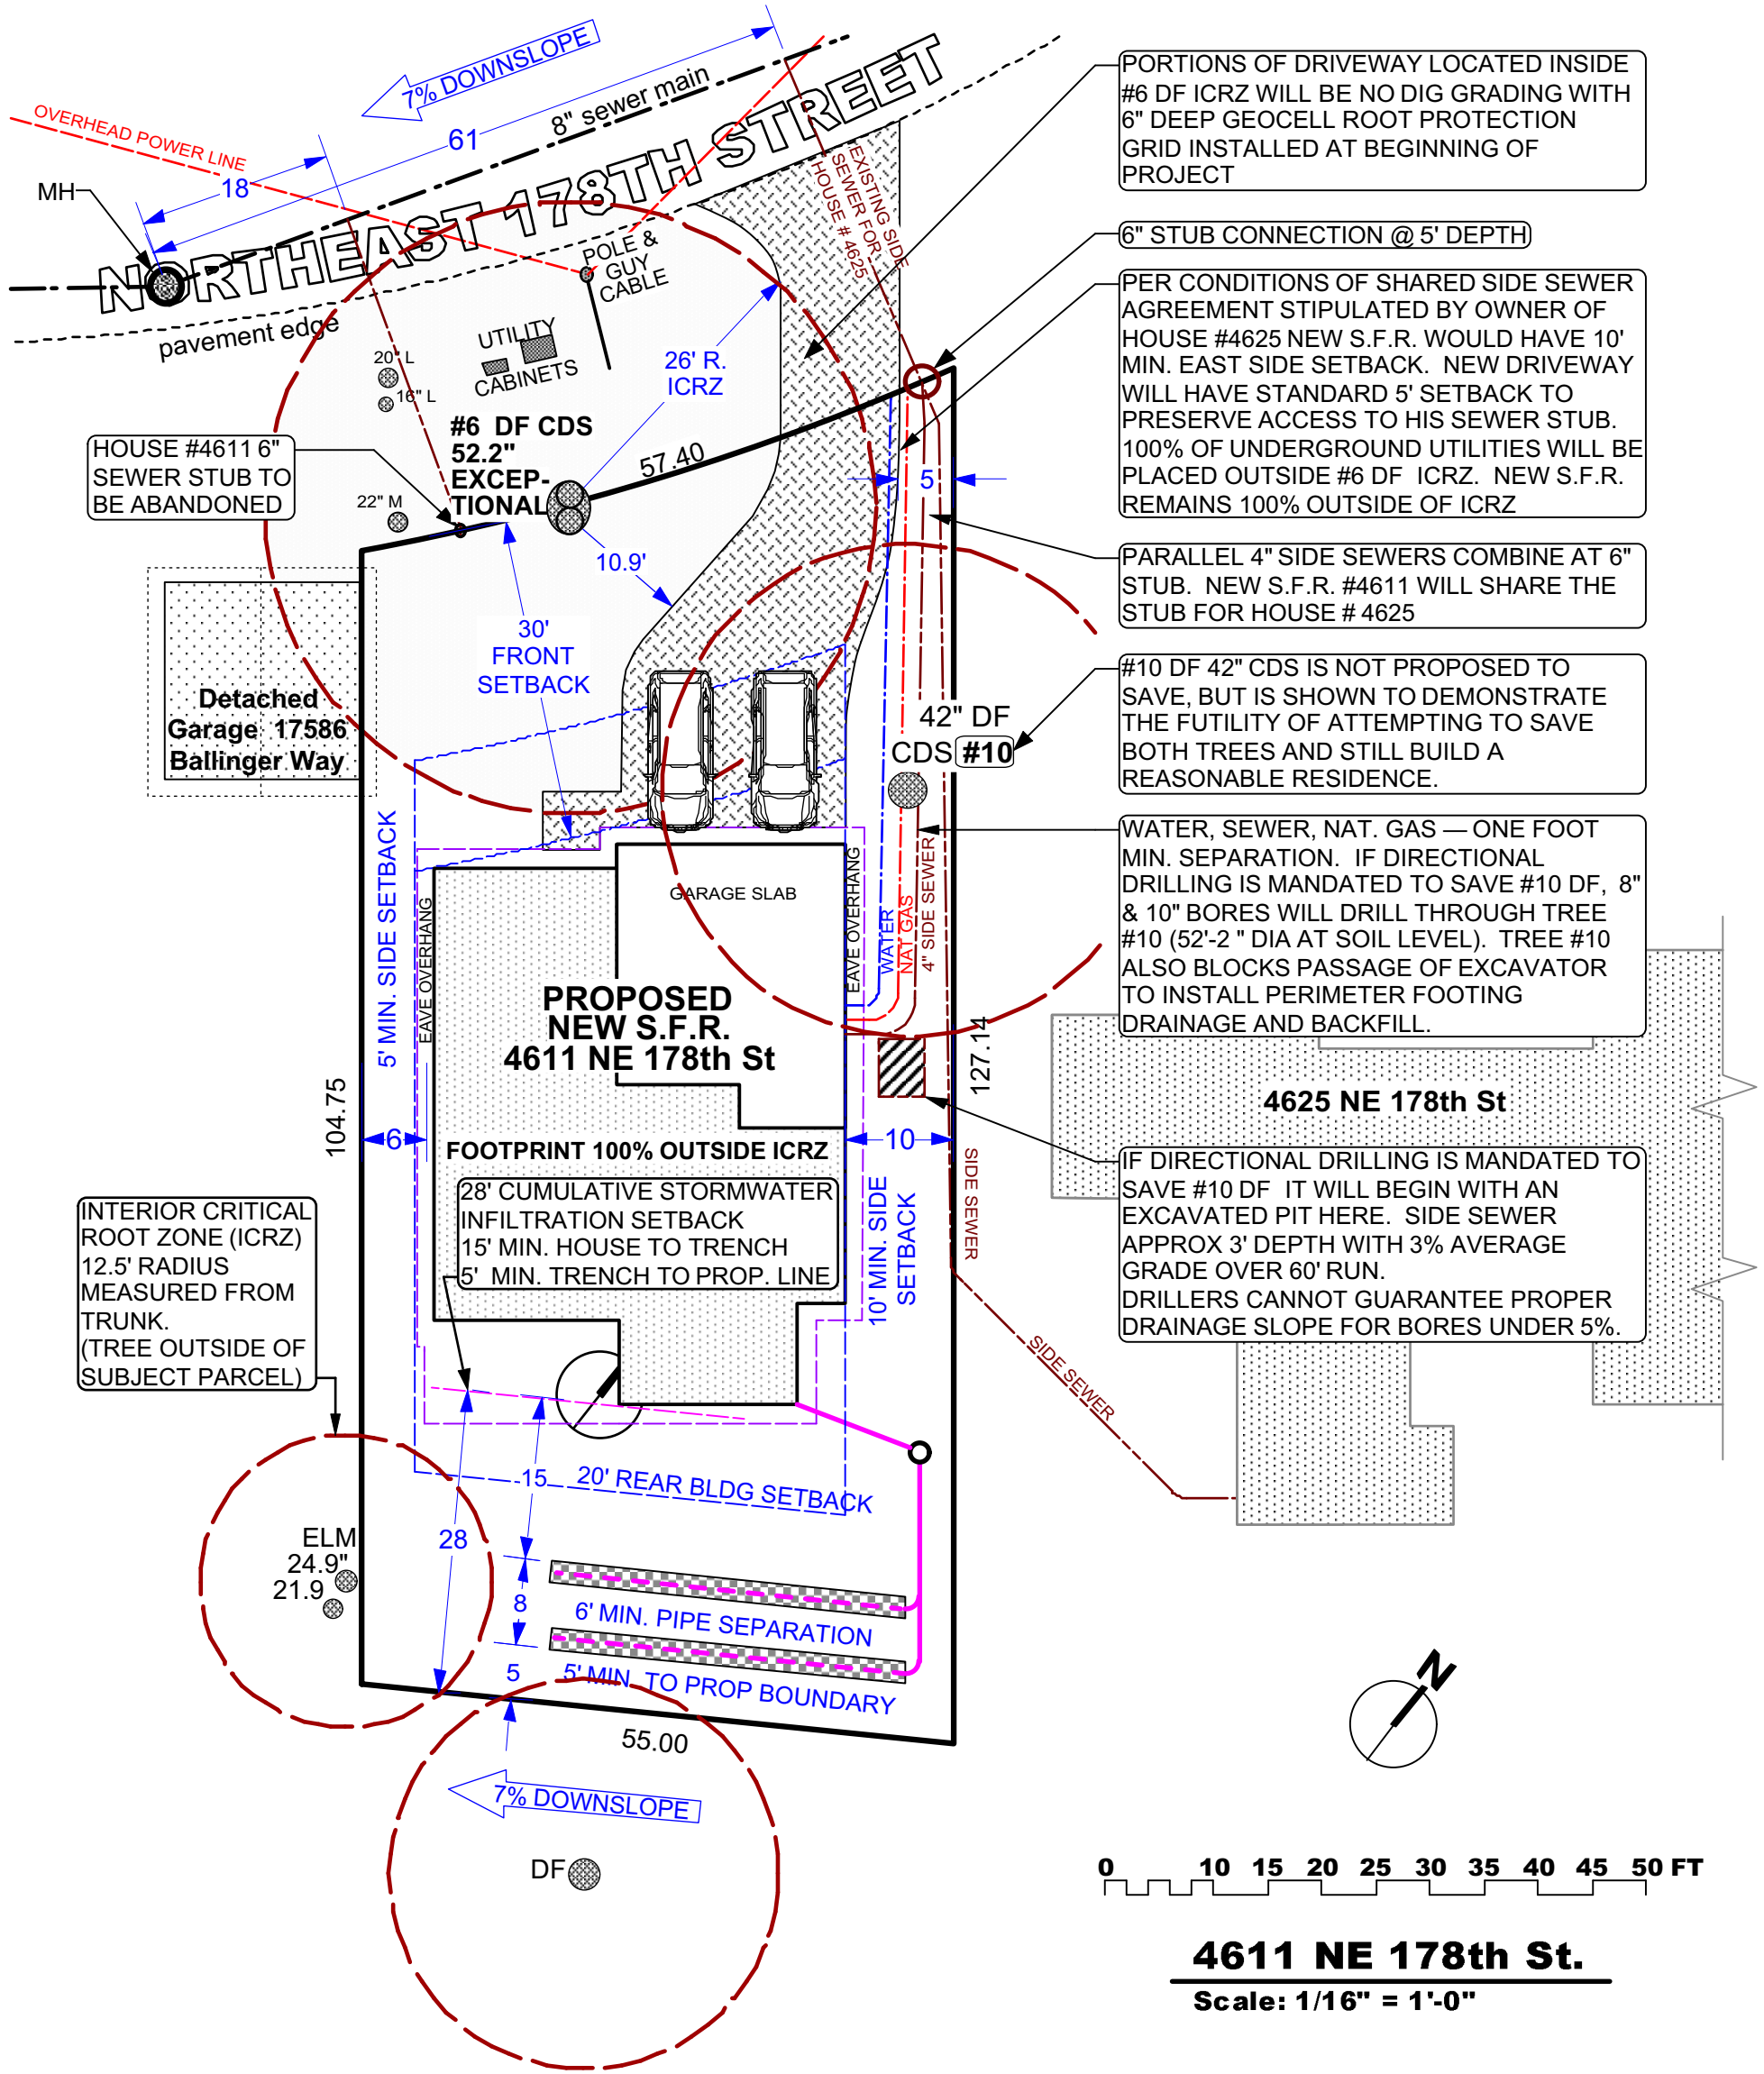 7% DOWNSLOPE
OVERHEAD POWER LINE
61
8" sewer main
18
MH
NORTHEAST 178TH STREET
pavement edge
POLE &
GUY
CABLE
UTILITY
CABINETS
EXISTING SIDE
SEWER FOR
HOUSE # 4625
20" L
16" L
26' R.
ICRZ
#6 DF CDS
52.2"
EXCEP-
TIONAL
57.40
HOUSE #4611 6"
SEWER STUB TO
BE ABANDONED
22" M
10.9'
5
30'
FRONT
SETBACK
Detached
Garage 17586
Ballinger Way
PORTIONS OF DRIVEWAY LOCATED INSIDE
#6 DF ICRZ WILL BE NO DIG GRADING WITH
6" DEEP GEOCELL ROOT PROTECTION
GRID INSTALLED AT BEGINNING OF
PROJECT
6" STUB CONNECTION @ 5' DEPTH
PER CONDITIONS OF SHARED SIDE SEWER
AGREEMENT STIPULATED BY OWNER OF
HOUSE #4625 NEW S.F.R. WOULD HAVE 10'
MIN. EAST SIDE SETBACK. NEW DRIVEWAY
WILL HAVE STANDARD 5' SETBACK TO
PRESERVE ACCESS TO HIS SEWER STUB.
100% OF UNDERGROUND UTILITIES WILL BE
PLACED OUTSIDE #6 DF ICRZ. NEW S.F.R.
REMAINS 100% OUTSIDE OF ICRZ
PARALLEL 4" SIDE SEWERS COMBINE AT 6"
STUB. NEW S.F.R. #4611 WILL SHARE THE
STUB FOR HOUSE # 4625
#10 DF 42" CDS IS NOT PROPOSED TO
SAVE, BUT IS SHOWN TO DEMONSTRATE
THE FUTILITY OF ATTEMPTING TO SAVE
BOTH TREES AND STILL BUILD A
REASONABLE RESIDENCE.
42" DF
CDS #10
WATER, SEWER, NAT. GAS — ONE FOOT
MIN. SEPARATION. IF DIRECTIONAL
DRILLING IS MANDATED TO SAVE #10 DF, 8"
& 10" BORES WILL DRILL THROUGH TREE
#10 (52'-2 " DIA AT SOIL LEVEL). TREE #10
ALSO BLOCKS PASSAGE OF EXCAVATOR
TO INSTALL PERIMETER FOOTING
DRAINAGE AND BACKFILL.
5' MIN. SIDE SETBACK
EAVE OVERHANG
GARAGE SLAB
EAVE OVERHANG
WATER
NAT GAS
4" SIDE SEWER
PROPOSED
NEW S.F.R.
4611 NE 178th St
127.14
104.75
4625 NE 178th St
6
FOOTPRINT 100% OUTSIDE ICRZ
10
28' CUMULATIVE STORMWATER
INFILTRATION SETBACK
15' MIN. HOUSE TO TRENCH
5' MIN. TRENCH TO PROP. LINE
10' MIN. SIDE
SETBACK
SIDE SEWER
SIDE SEWER
IF DIRECTIONAL DRILLING IS MANDATED TO
SAVE #10 DF IT WILL BEGIN WITH AN
EXCAVATED PIT HERE. SIDE SEWER
APPROX 3' DEPTH WITH 3% AVERAGE
GRADE OVER 60' RUN.
DRILLERS CANNOT GUARANTEE PROPER
DRAINAGE SLOPE FOR BORES UNDER 5%.
INTERIOR CRITICAL
ROOT ZONE (ICRZ)
12.5' RADIUS
MEASURED FROM
TRUNK.
(TREE OUTSIDE OF
SUBJECT PARCEL)
15
20' REAR BLDG SETBACK
28
ELM
24.9"
21.9
8
6' MIN. PIPE SEPARATION
5
5' MIN. TO PROP BOUNDARY
55.00
7% DOWNSLOPE
DF
N
0 10 15 20 25 30 35 40 45 50 FT
4611 NE 178th St.
Scale: 1/16" = 1'-0"